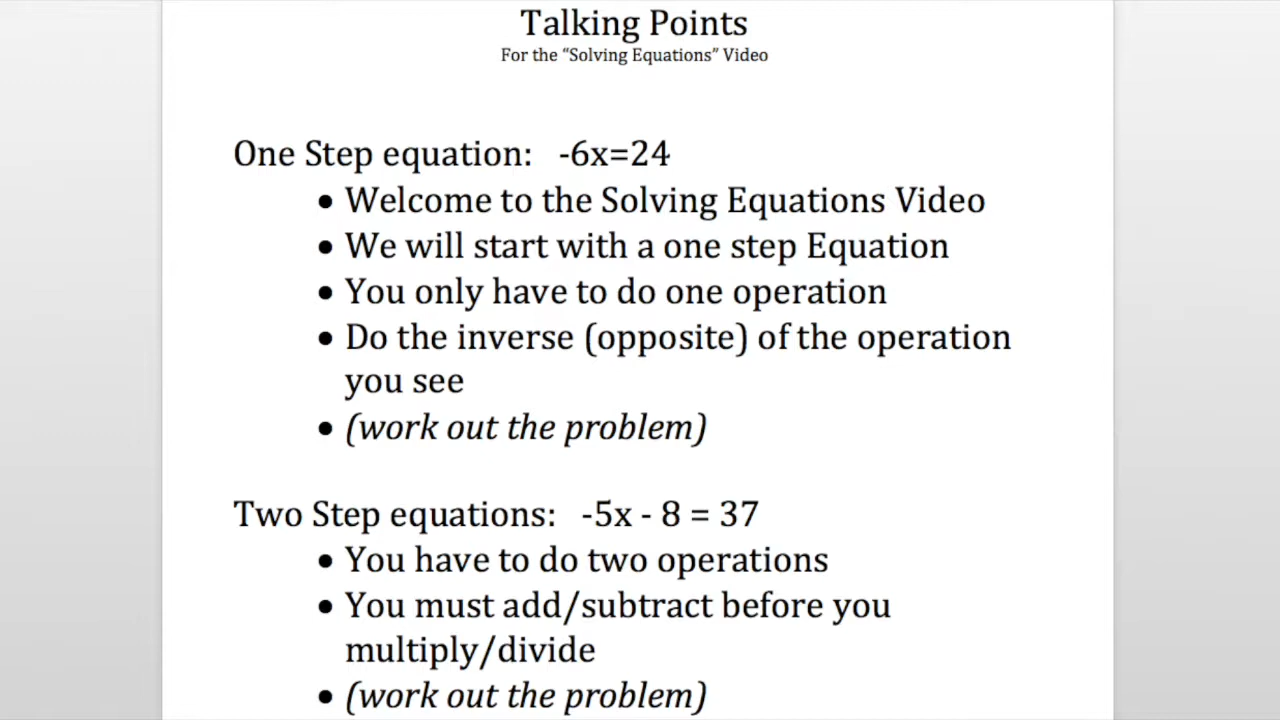 Talking Points
For the “Solving Equations” Video
One Step equation: -6x=24
• Welcome to the Solving Equations Video
• We will start with a one step Equation
• You only have to do one operation
• Do the inverse (opposite) of the operation
you see
• (work out the problem)
Two Step equations: -5x - 8 = 37
• You have to do two operations
• You must add/subtract before you
multiply/divide
• (work out the problem)